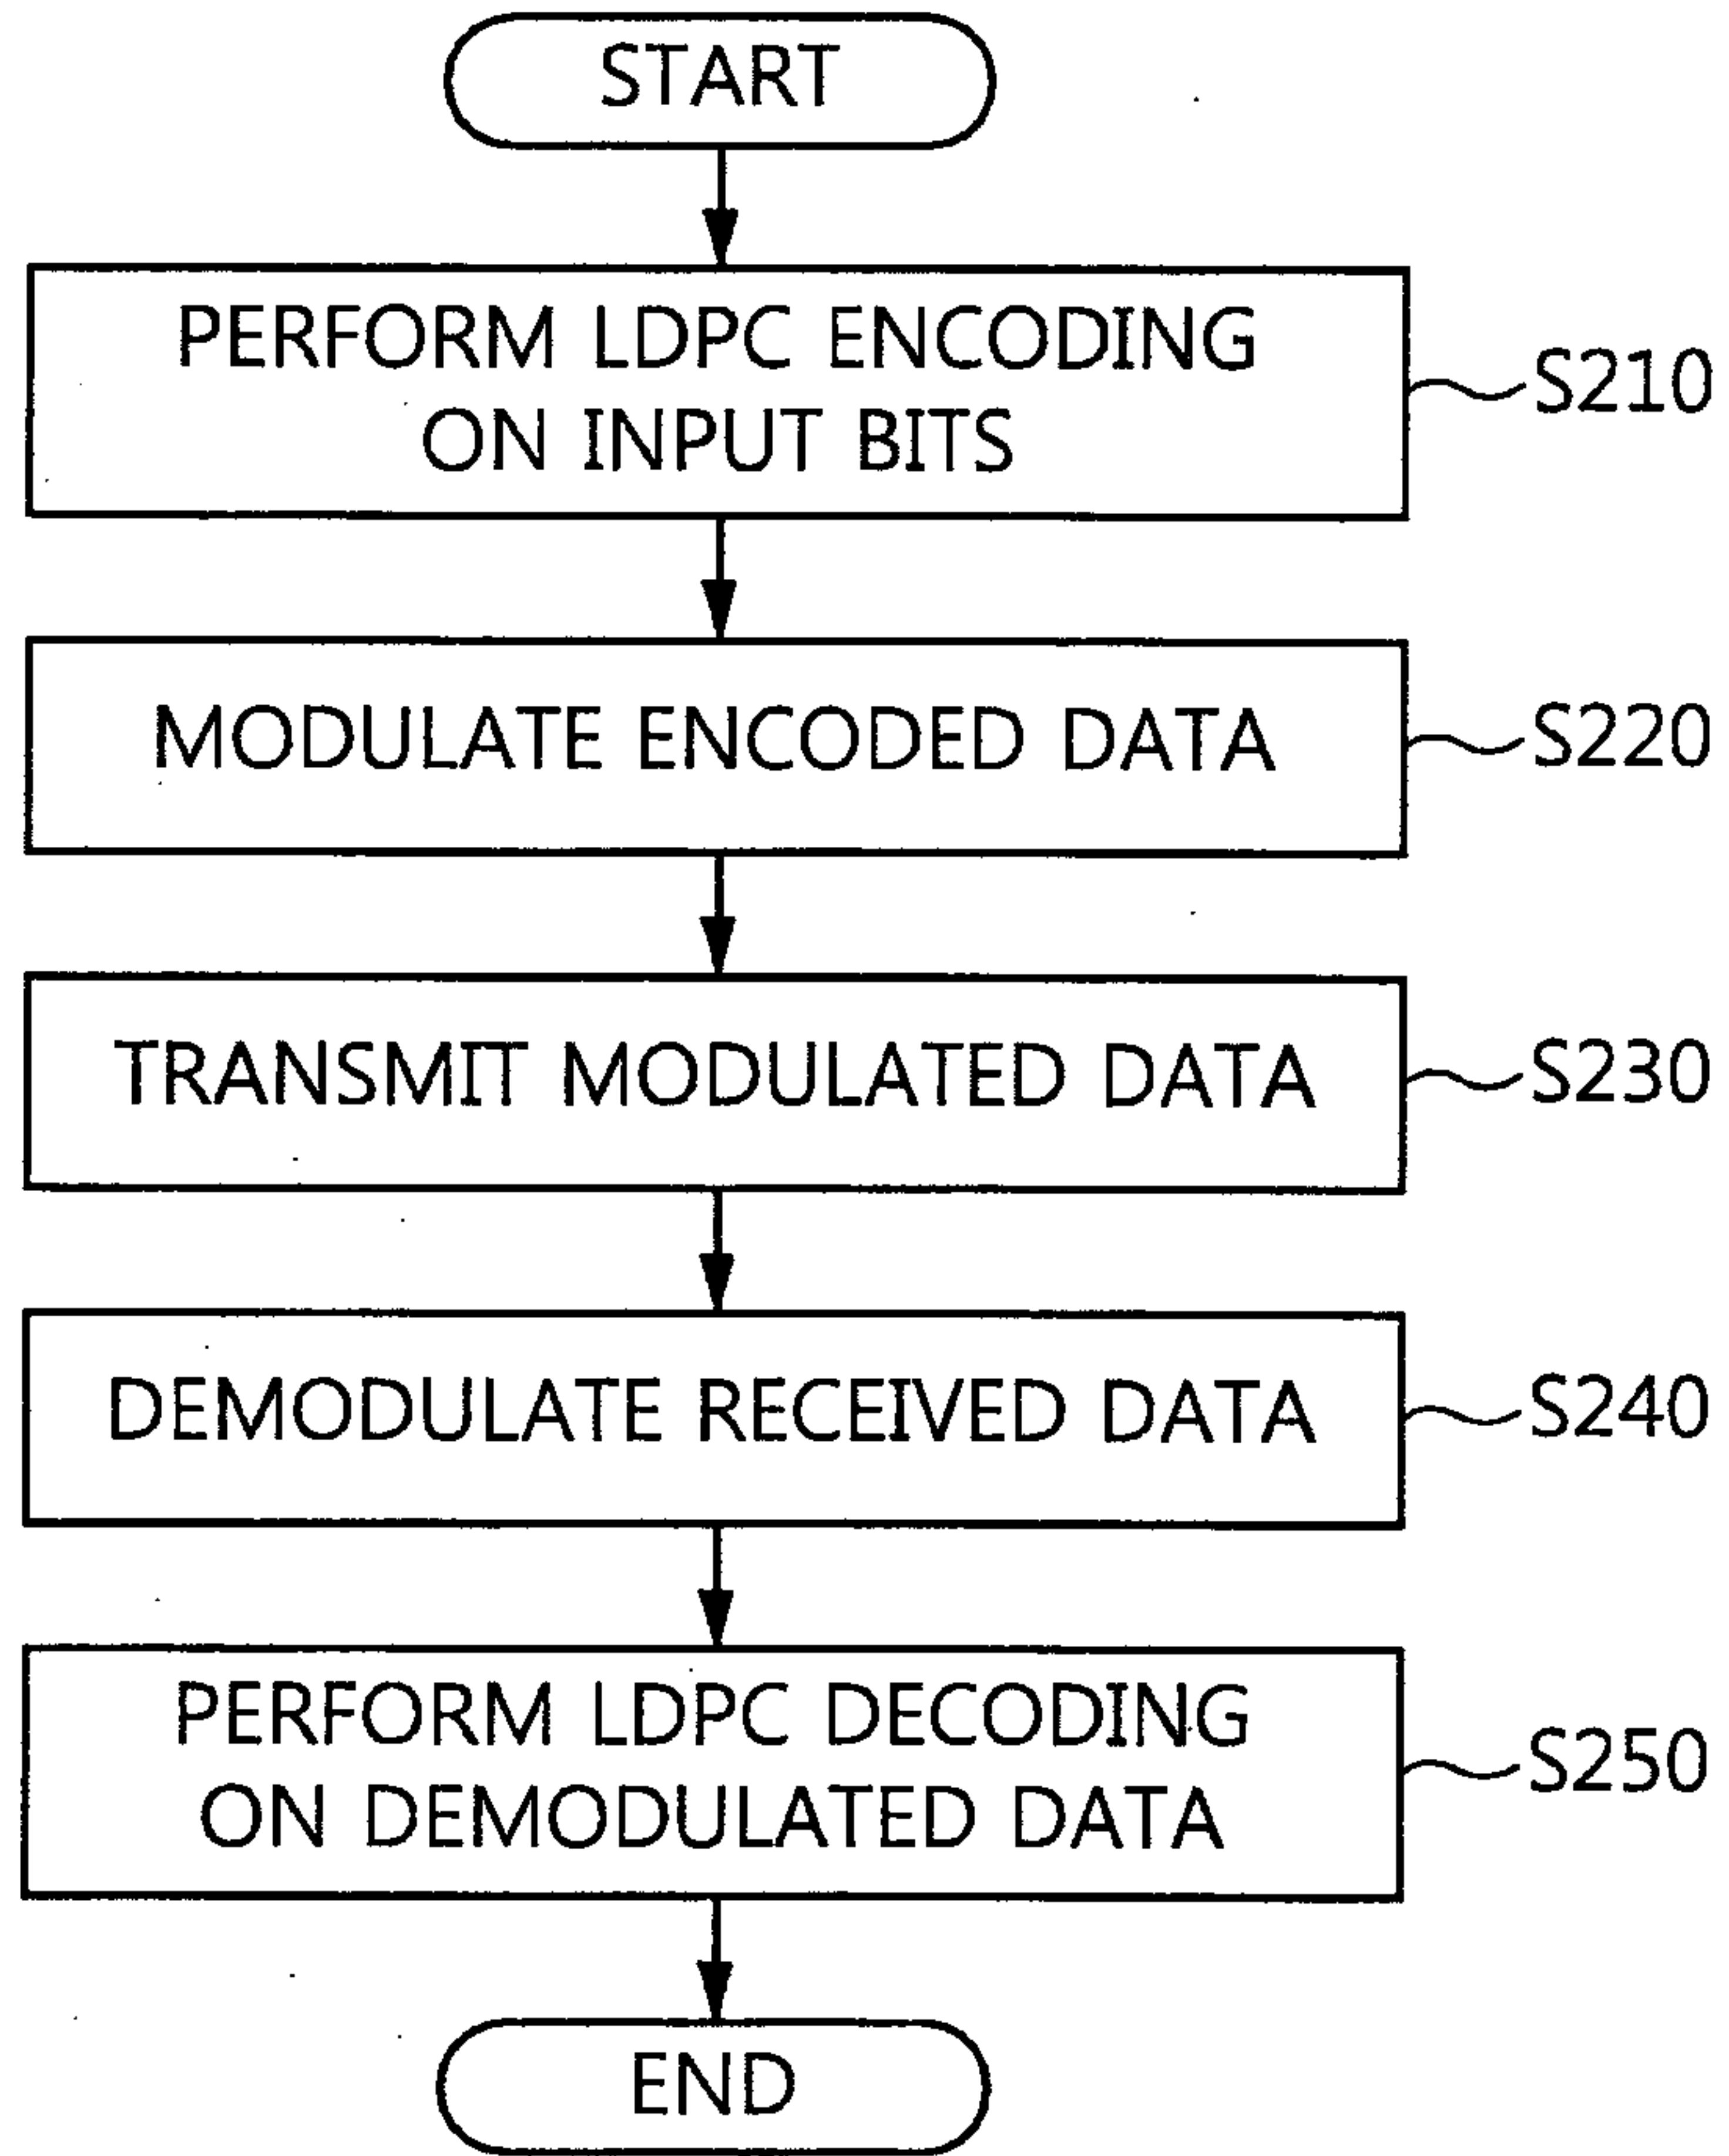 START
PERFORM LDPC ENCODING
ON INPUT BITS
S210
MODULATE ENCODED DATA
S220
TRANSMIT MODULATED DATA
S230
DEMODULATE RECEIVED DATA
S240
PERFORM LDPC DECODING
ON DEMODULATED DATA
S250
END